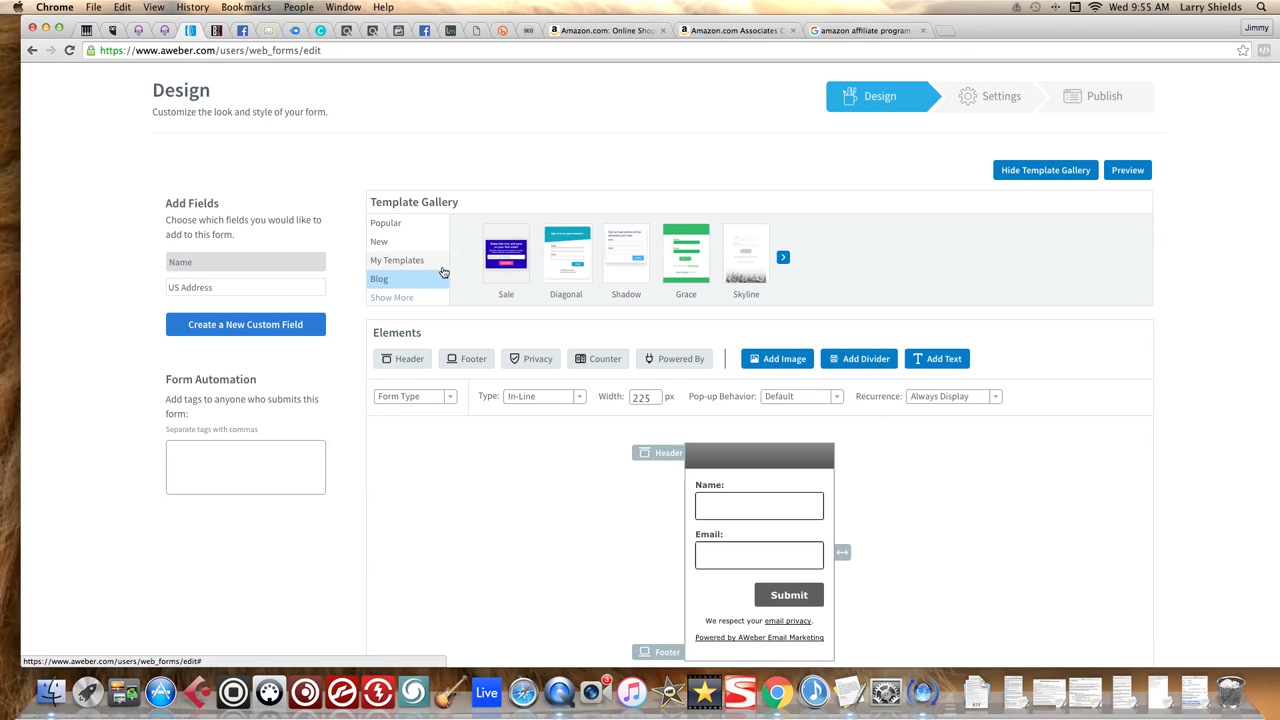 Chrome File Edit View History Bookmarks People Window Help
Wed 9:55 AM Larry Shields
Amazon.com: Online Shop
Amazon.com Associates C
amazon affiliate program
Jimmy
https://www.aweber.com/users/web_forms/edit
Design
Customize the look and style of your form.
Design
Settings
Publish
Hide Template Gallery
Preview
Add Fields
Choose which fields you would like to
add to this form.
Name
US Address
Create a New Custom Field
Form Automation
Add tags to anyone who submits this
form:
Separate tags with commas
Template Gallery
Popular
New
My Templates
Blog
Show More
Sale
Diagonal
Shadow
Grace
Skyline
Elements
Header
Footer
Privacy
Counter
Powered By
Add Image
Add Divider
Add Text
Form Type
Type: In-Line
Width: 225 px
Pop-up Behavior: Default
Recurrence: Always Display
Header
Name:
Email:
Submit
We respect your email privacy.
Powered by AWeber Email Marketing
Footer
https://www.aweber.com/users/web_forms/edit#
Live
3